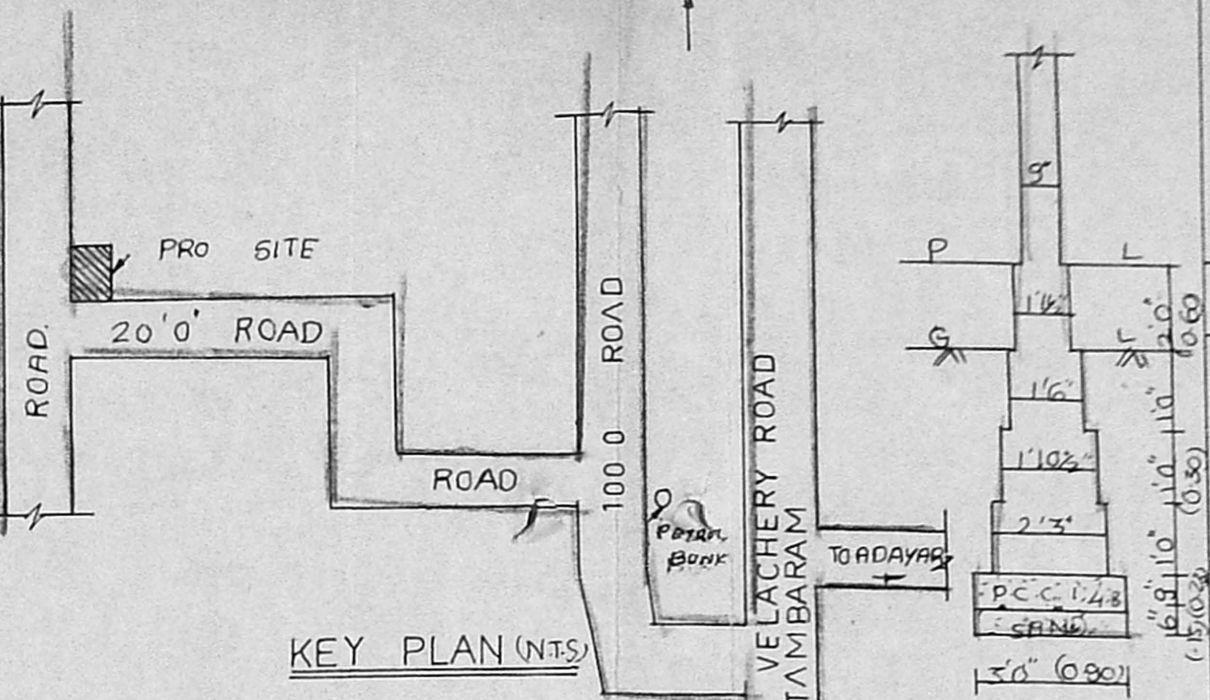 PRO SITE
20'0' ROAD
ROAD.
ROAD
100 0 ROAD
PETROL
BUNK
VELACHERY ROAD
TAMBARAM
TO ADAYAR
KEY PLAN (N.T.S)
9"
P L
1'1½"
G L
1'6"
1'10½"
2'3"
P.C.C. 1:4:8
SAND
3'0" (0.90)
2'0"
0.60
1'0"
1'0"
(0.30)
1'0"
9"
6"